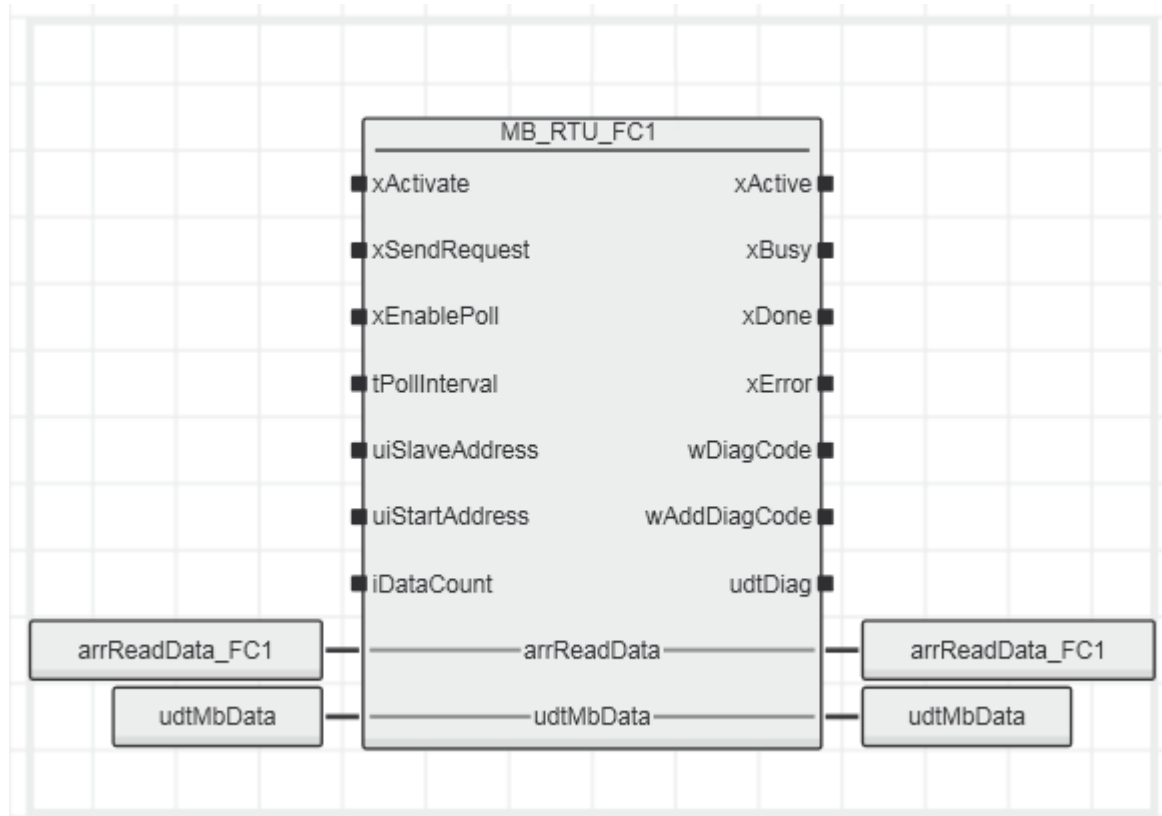 MB_RTU_FC1
xActivate xActive
xSendRequest xBusy
xEnablePoll xDone
tPollInterval xError
uiSlaveAddress wDiagCode
uiStartAddress wAddDiagCode
iDataCount udtDiag
arrReadData_FC1 arrReadData arrReadData_FC1
udtMbData udtMbData udtMbData